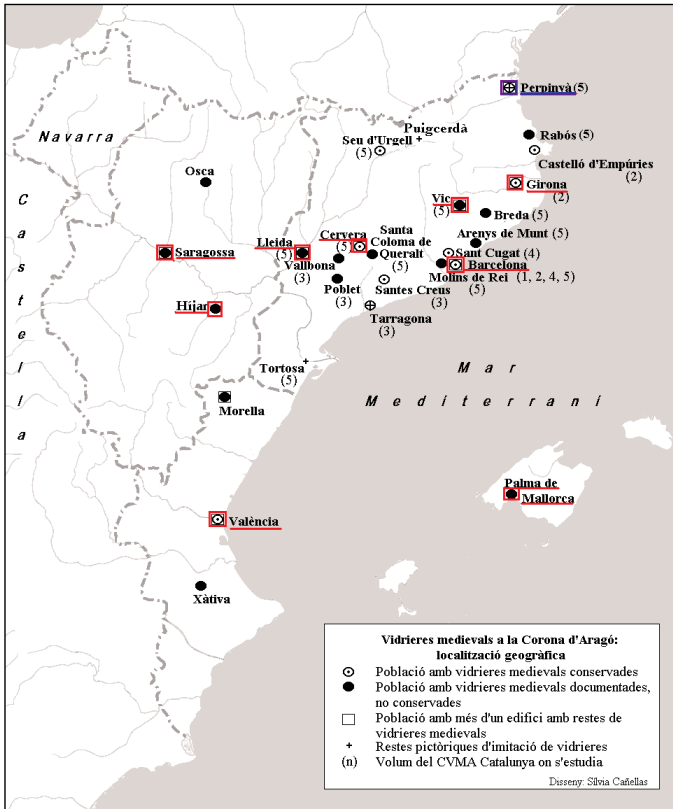 Perpinyà (5)
Navarra
Puigcerdà
Rabós (5)
Seu d'Urgell
(5)
Castelló d'Empúries
(2)
Osca
Girona
(2)
Vic
(5)
Breda (5)
Castella
Cervera
(5)
Santa
Coloma de
Queralt
(5)
Arenys de Munt (5)
Saragossa
Lleida
(5)
Sant Cugat (4)
Vallbona
(3)
Barcelona
(1, 2, 4, 5)
Molins de Rei
(5)
Híjar
Poblet
(3)
Santes Creus
(3)
Tarragona
(3)
Tortosa
(5)
Mar
Mediterrani
Morella
Palma de
Mallorca
València
Xàtiva
Vidrieres medievals a la Corona d'Aragó:
localització geogràfica
Població amb vidrieres medievals conservades
Població amb vidrieres medievals documentades,
no conservades
Població amb més d'un edifici amb restes de
vidrieres medievals
+ Restes pictòriques d'imitació de vidrieres
(n) Volum del CVMA Catalunya on s'estudia
Disseny: Sílvia Cañellas